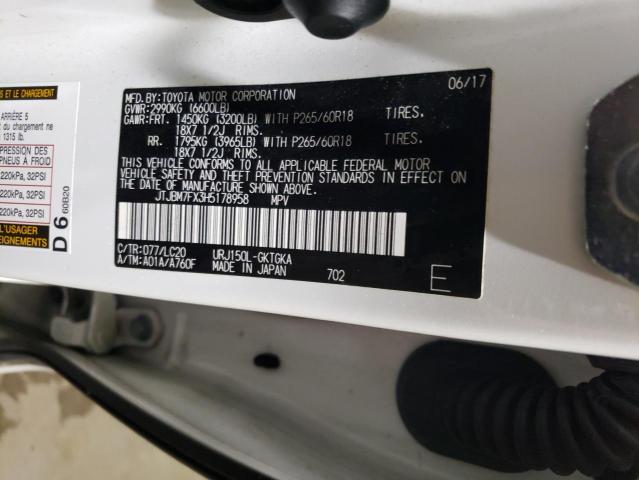 S ET LE CHARGEMENT
ARRIÈRE 5
t du chargement ne
1315 lb.
PRESSION DES
PNEUS À FROID
220kPa, 32PSI
220kPa, 32PSI
220kPa, 32PSI
L'USAGER
SEIGNEMENTS
D 6 60B20
MFD. BY: TOYOTA MOTOR CORPORATION 06/17
GVWR: 2990KG (6600LB)
GAWR: FRT. 1450KG (3200LB) WITH P265/60R18 TIRES.
18X7 1/2J RIMS.
RR. 1795KG (3965LB) WITH P265/60R18 TIRES.
18X7 1/2J RIMS.
THIS VEHICLE CONFORMS TO ALL APPLICABLE FEDERAL MOTOR
VEHICLE SAFETY AND THEFT PREVENTION STANDARDS IN EFFECT ON
THE DATE OF MANUFACTURE SHOWN ABOVE.
JTJBM7FX3H5178958 MPV
C/TR: 077/LC20 URJ150L-GKTGKA
A/TM: A01A/A760F MADE IN JAPAN 702 E